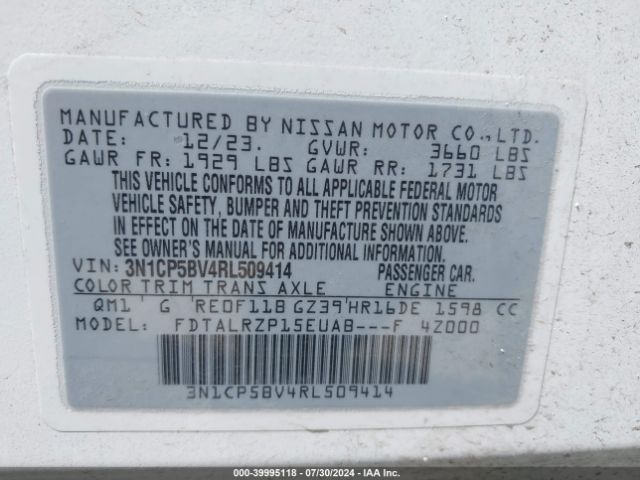 MANUFACTURED BY NISSAN MOTOR CO., LTD.
DATE: 12/23. GVWR: 3660 LBS
GAWR FR: 1929 LBS GAWR RR: 1731 LBS
THIS VEHICLE CONFORMS TO ALL APPLICABLE FEDERAL MOTOR
VEHICLE SAFETY, BUMPER AND THEFT PREVENTION STANDARDS
IN EFFECT ON THE DATE OF MANUFACTURE SHOWN ABOVE.
SEE OWNER'S MANUAL FOR ADDITIONAL INFORMATION.
VIN: 3N1CP5BV4RL509414 PASSENGER CAR.
COLOR TRIM TRANS AXLE ENGINE
QM1 G RE0F11B GZ39 HR16DE 1598 CC
MODEL: FDTALRZP15EUAB---F 4Z000
3N1CP5BV4RL509414
000-39995118 - 07/30/2024 - IAA Inc.